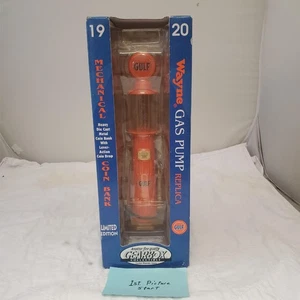 19 20
GULF
MECHANICAL COIN BANK
Heavy
Die Cast
Metal
Coin Bank
With
Lever
Action
Coin Drop
LIMITED
EDITION
Wayne GAS PUMP REPLICA
GULF
GULF
GEARBOX
1st Picture